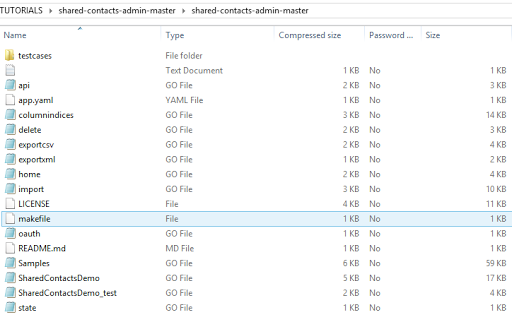 TUTORIALS > shared-contacts-admin-master > shared-contacts-admin-master
Name Type Compressed size Password ... Size
testcases File folder
Text Document 1 KB No 1 KB
api GO File 2 KB No 3 KB
app.yaml YAML File 1 KB No 1 KB
columnindices GO File 3 KB No 14 KB
delete GO File 2 KB No 3 KB
exportcsv GO File 2 KB No 4 KB
exportxml GO File 1 KB No 2 KB
home GO File 2 KB No 4 KB
import GO File 3 KB No 10 KB
LICENSE File 4 KB No 11 KB
makefile File 1 KB No 1 KB
oauth GO File 1 KB No 1 KB
README.md MD File 1 KB No 1 KB
Samples GO File 6 KB No 59 KB
SharedContactsDemo GO File 5 KB No 17 KB
SharedContactsDemo_test GO File 2 KB No 4 KB
state GO File 1 KB No 1 KB